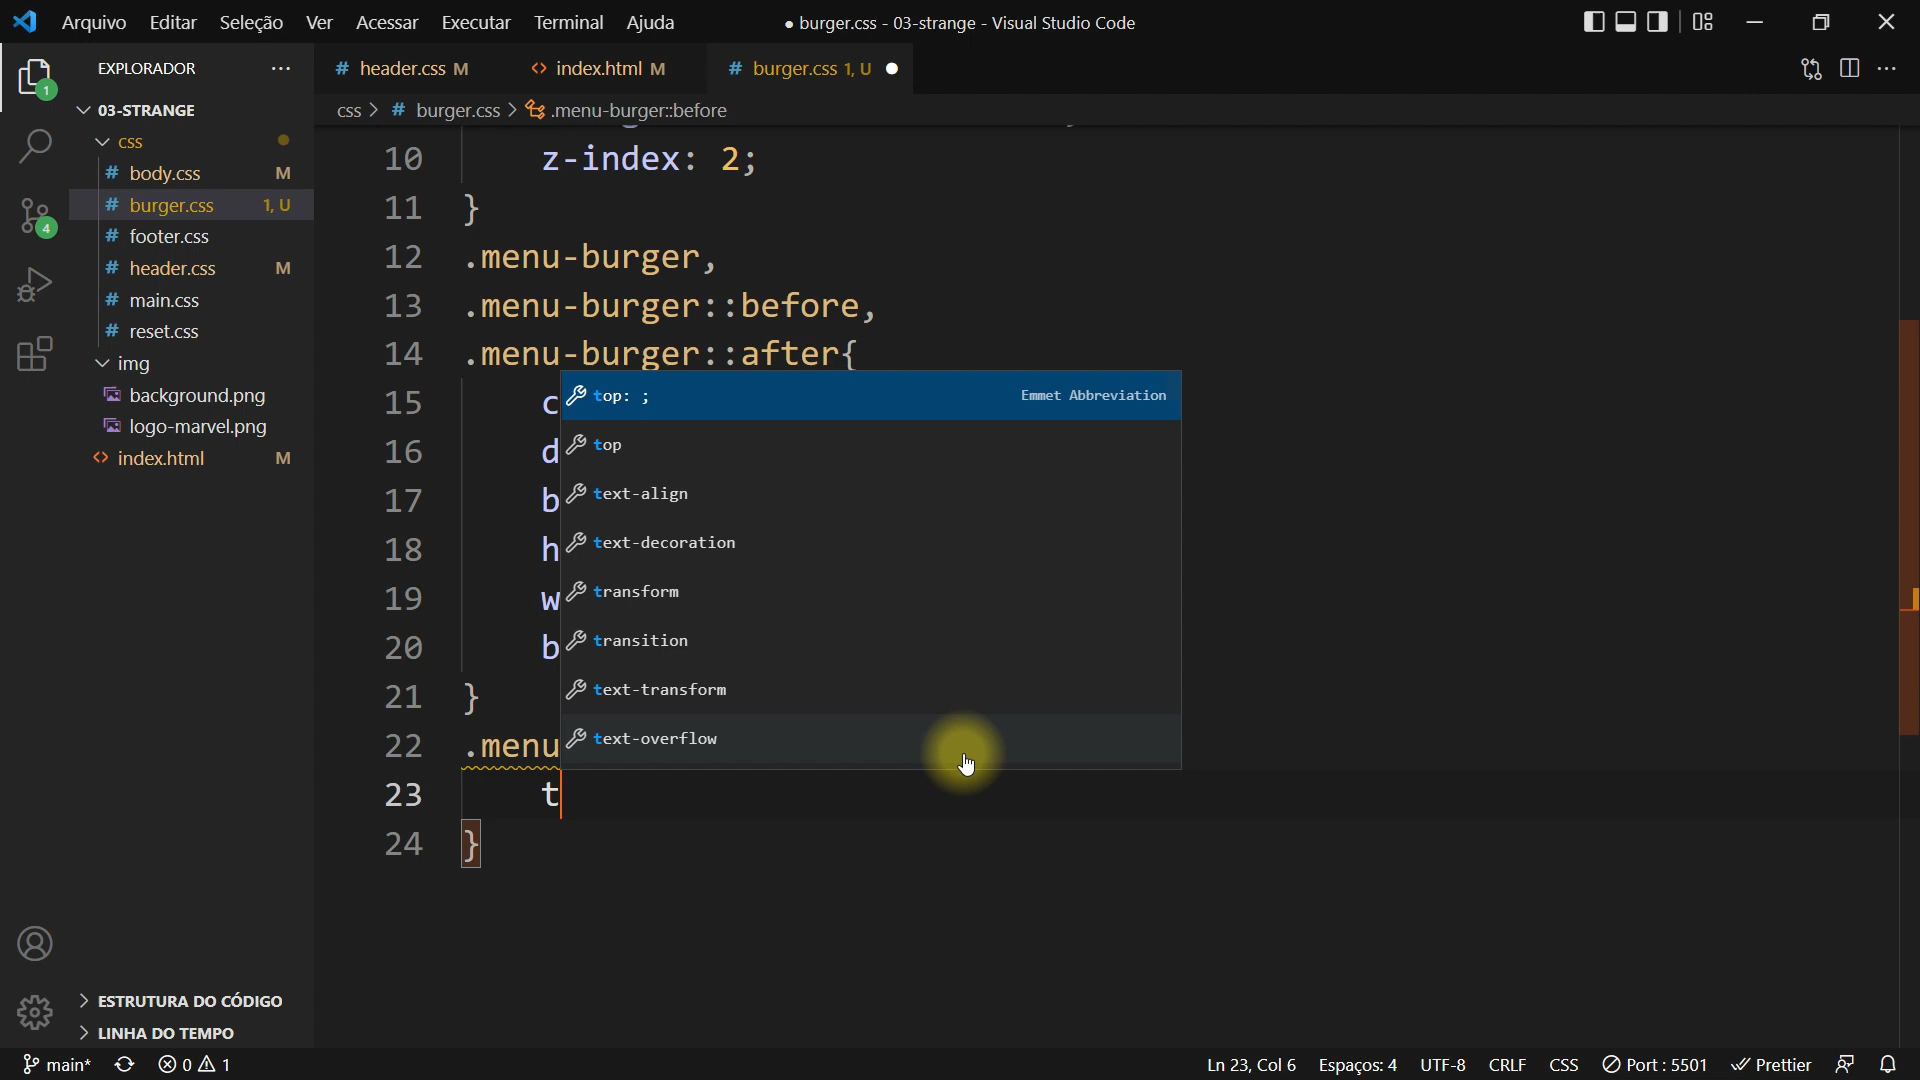 Arquivo Editar Seleção Ver Acessar Executar Terminal Ajuda
● burger.css - 03-strange - Visual Studio Code
EXPLORADOR
03-STRANGE
css
# body.css M
# burger.css 1, U
# footer.css
# header.css M
# main.css
# reset.css
img
background.png
logo-marvel.png
<> index.html M
ESTRUTURA DO CÓDIGO
LINHA DO TEMPO
1
4
# header.css M
<> index.html M
# burger.css 1, U ●
css > # burger.css > .menu-burger::before
10 z-index: 2;
11 }
12 .menu-burger,
13 .menu-burger::before,
14 .menu-burger::after{
15 c
16 d
17 b
18 h
19 w
20 b
21 }
22 .menu
23 t
24 }
top: ; Emmet Abbreviation
top
text-align
text-decoration
transform
transition
text-transform
text-overflow
main* 0 1
Ln 23, Col 6 Espaços: 4 UTF-8 CRLF CSS Port : 5501 Prettier